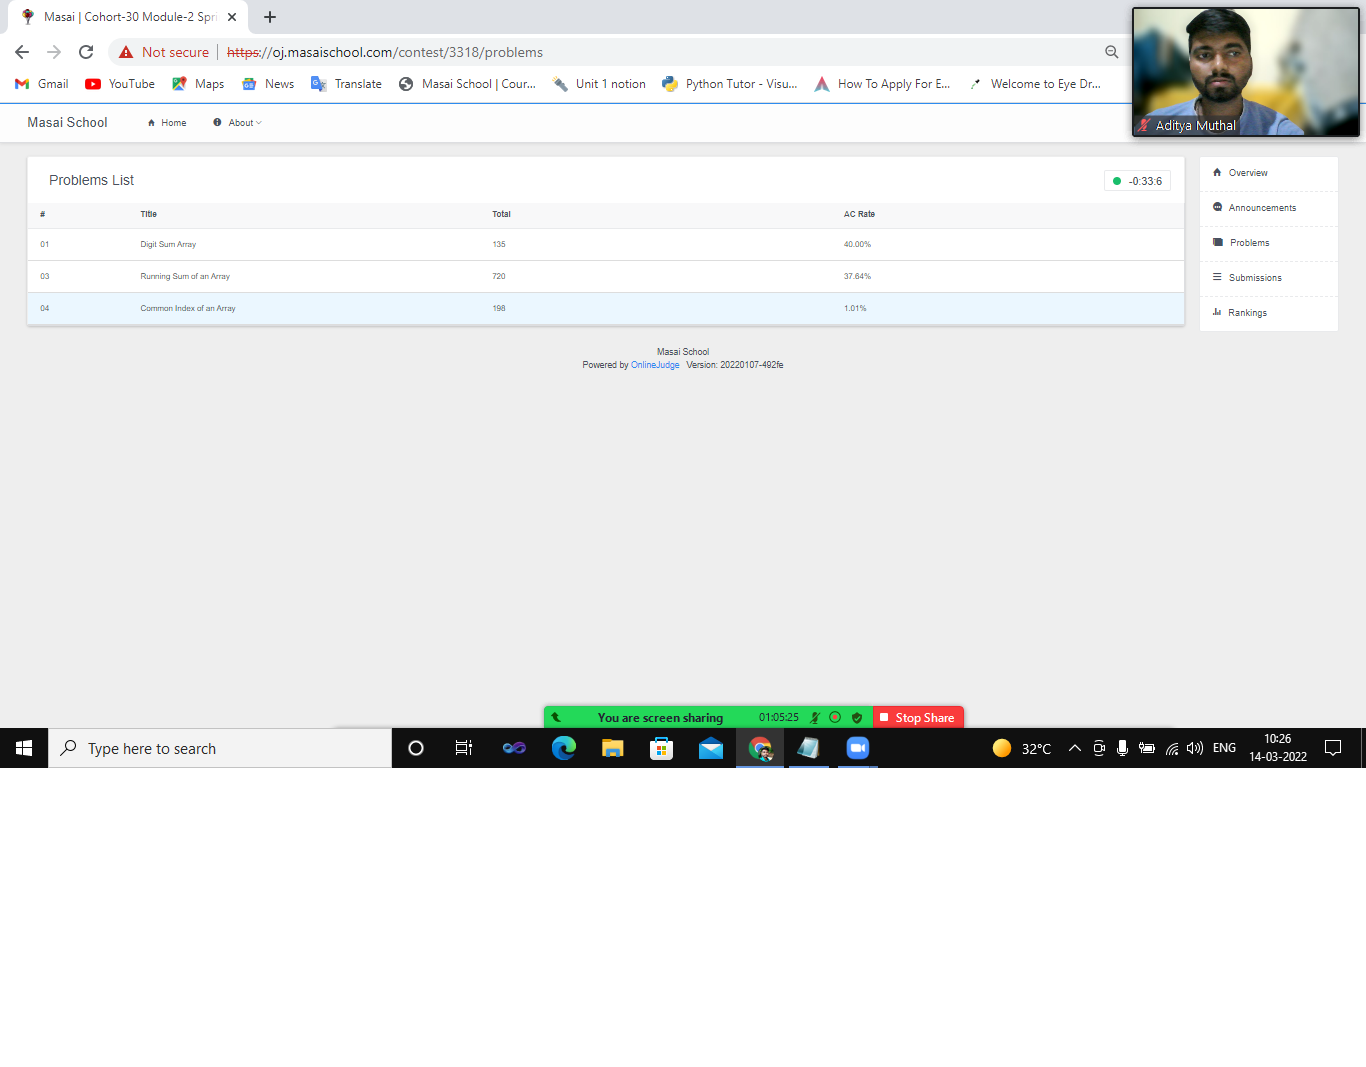 Masai | Cohort-30 Module-2 Spri
Not secure | https://oj.masaischool.com/contest/3318/problems
Gmail YouTube Maps News Translate Masai School | Cour... Unit 1 notion Python Tutor - Visu... How To Apply For E... Welcome to Eye Dr...
Aditya Muthal
Masai School Home About
Problems List -0:33:6
# Title Total AC Rate
01 Digit Sum Array 135 40.00%
03 Running Sum of an Array 720 37.64%
04 Common Index of an Array 198 1.01%
Overview
Announcements
Problems
Submissions
Rankings
Masai School
Powered by OnlineJudge Version: 20220107-492fe
You are screen sharing 01:05:25 Stop Share
Type here to search 32°C ENG 10:26
14-03-2022